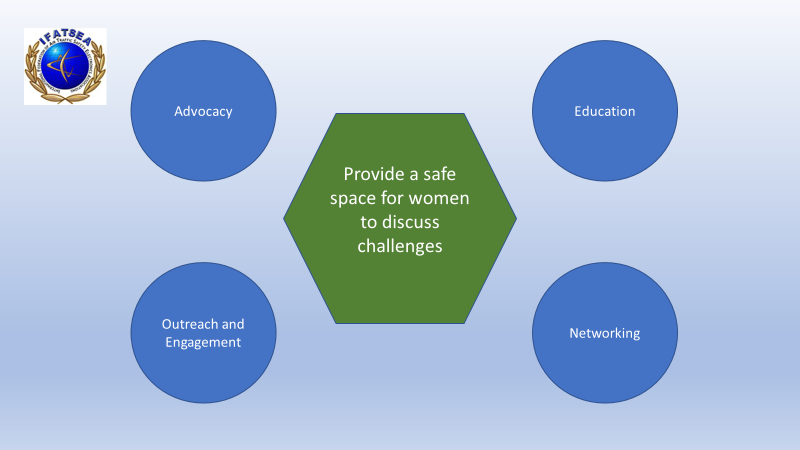 IFATSEA
Advocacy
Education
Provide a safe
space for women
to discuss
challenges
Outreach and
Engagement
Networking